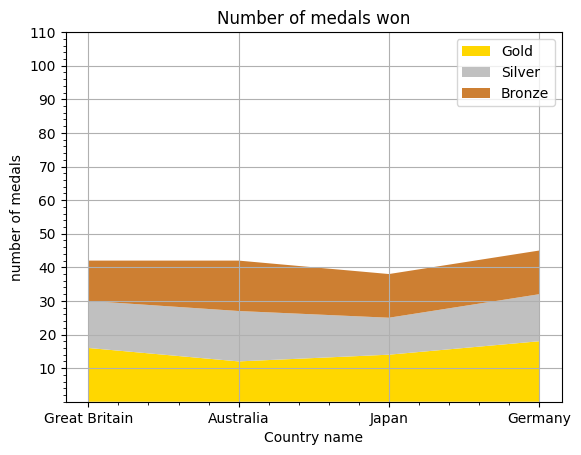 Number of medals won
Gold
Silver
Bronze
110
100
90
80
70
60
50
40
30
20
10
number of medals
Great Britain
Australia
Japan
Germany
Country name